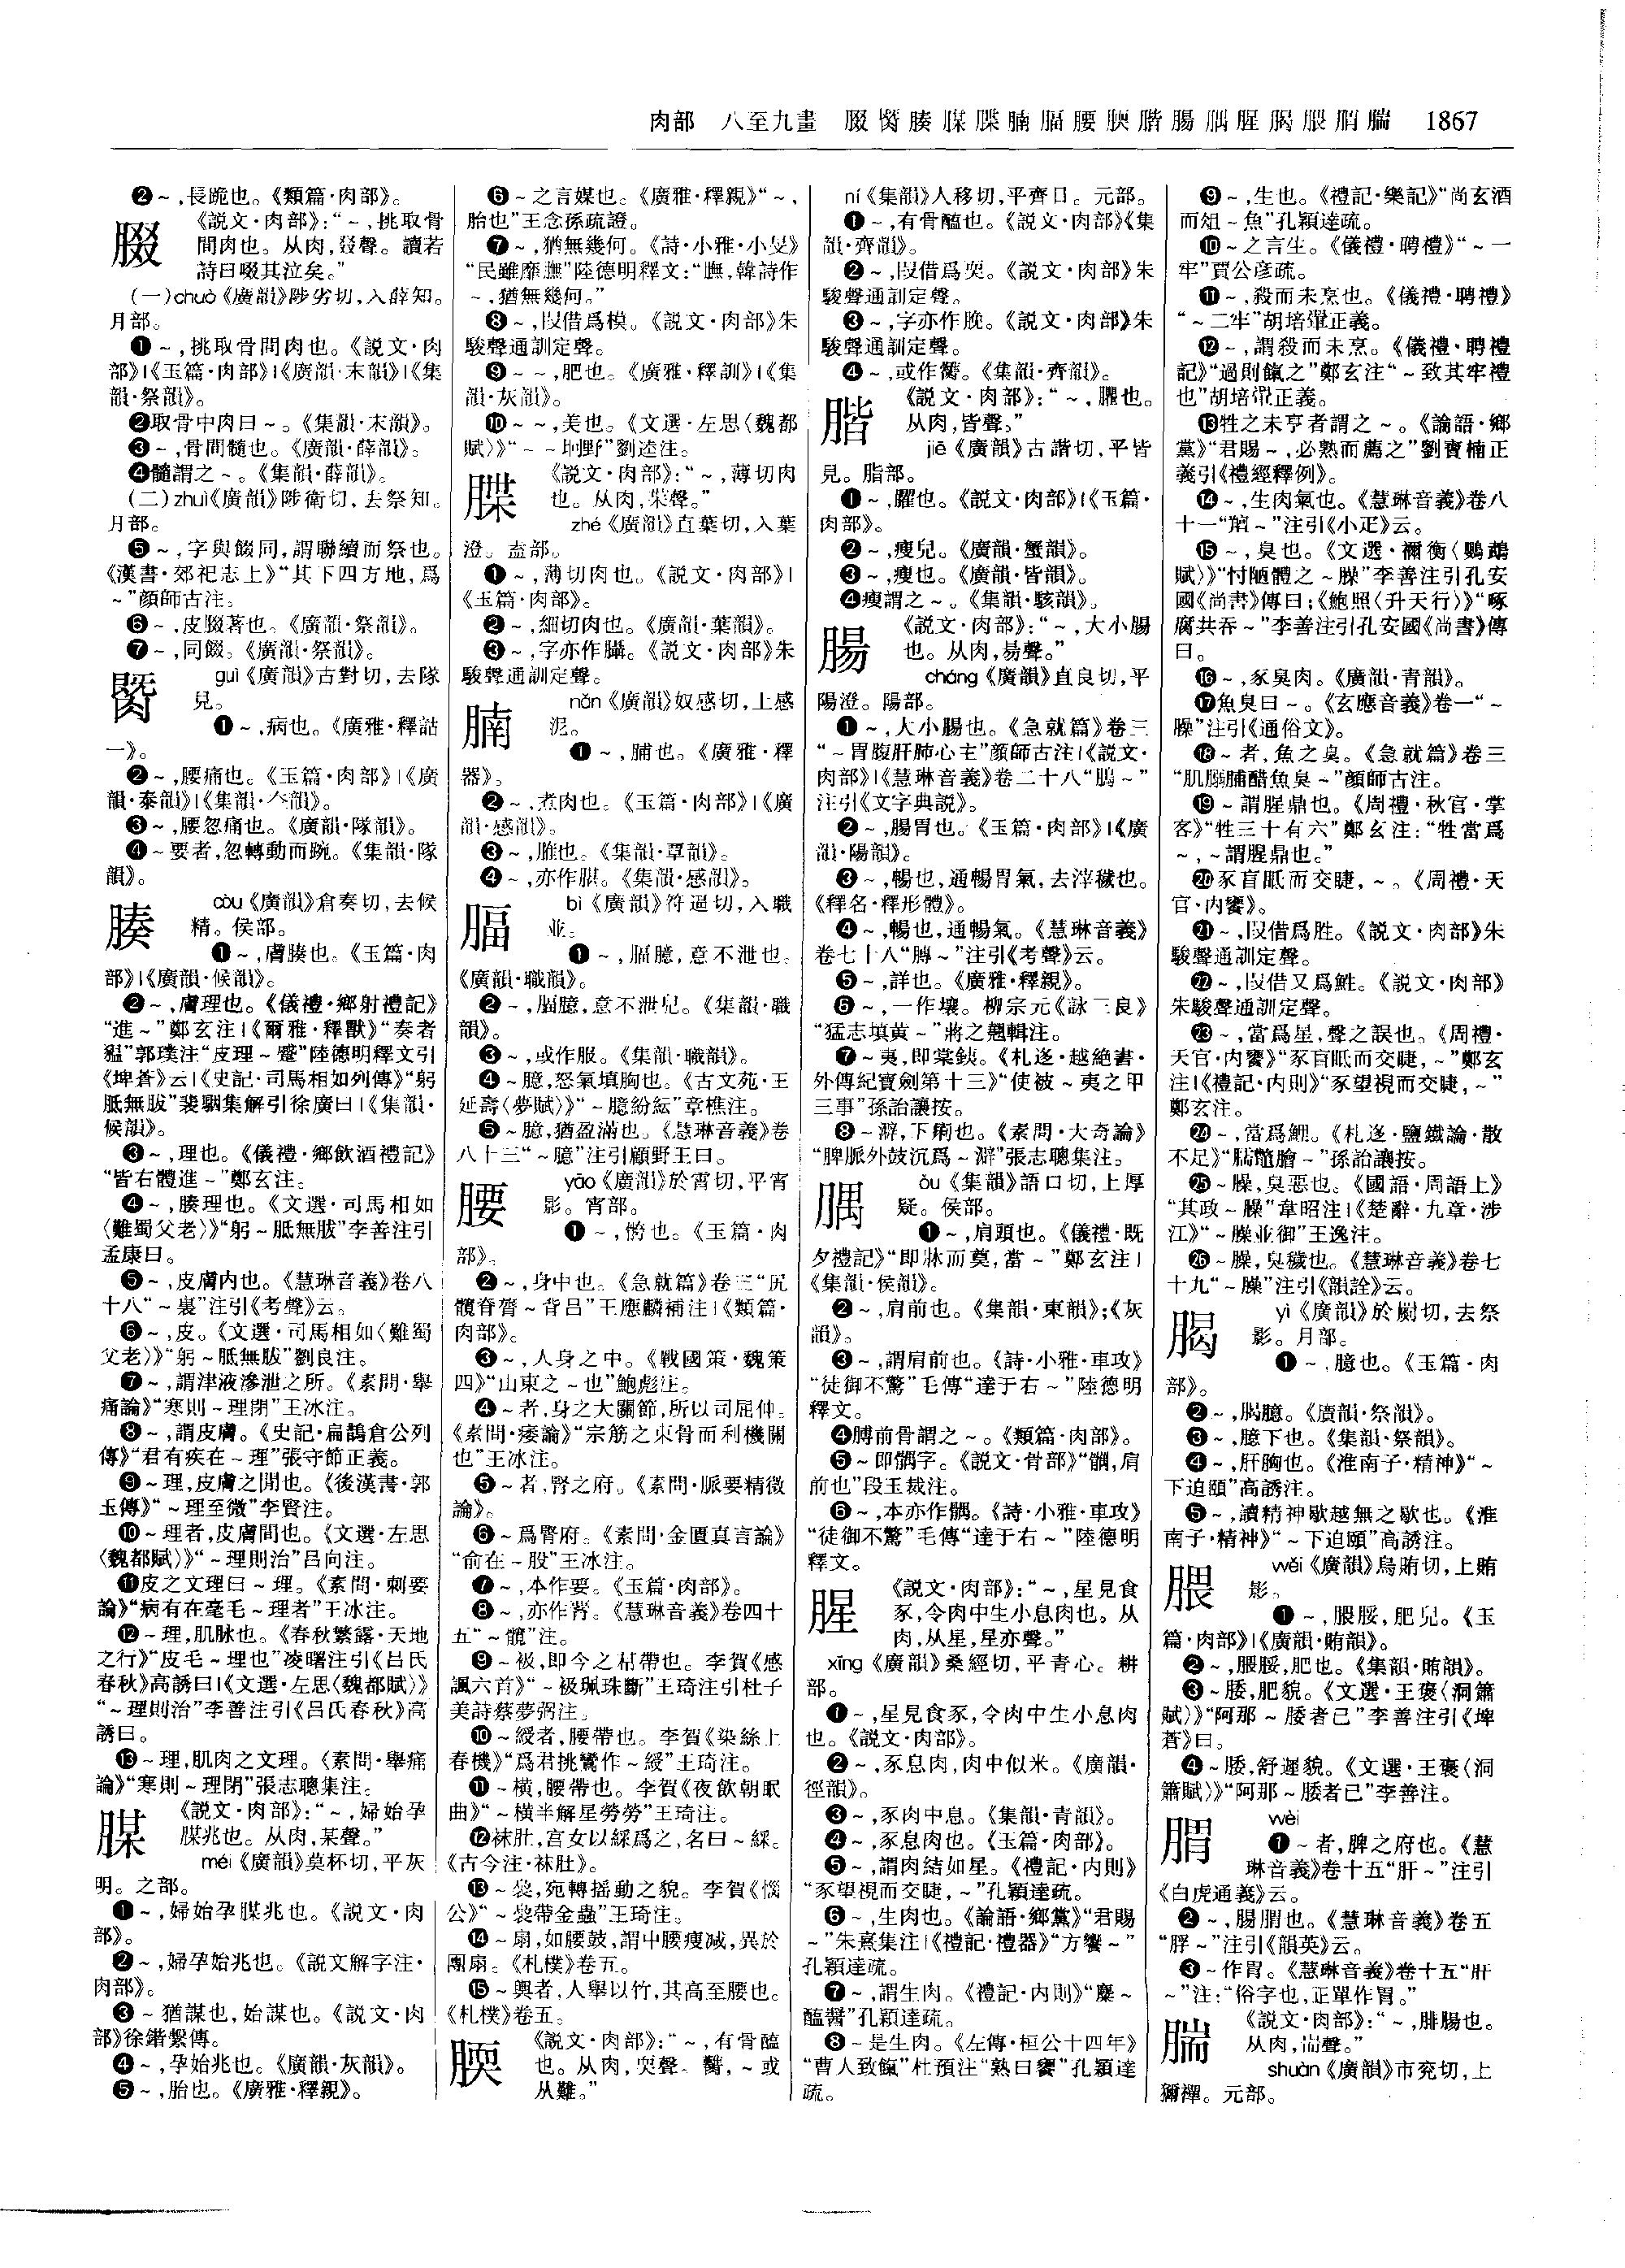 肉部 八至九畫 腏䐴腠腜腜腩腷腰腝腊腸腢腥䐗腲腪腨 1867
❷~,長跪也。《類篇·肉部》。
腏
《説文·肉部》:“~,挑取骨
間肉也。从肉,叕聲。讀若
詩曰啜其泣矣。”
(一)chuò《廣韻》陟劣切,入薛知。
月部。
❶~,挑取骨間肉也。《説文·肉
部》|《玉篇·肉部》|《廣韻·末韻》|《集
韻·祭韻》。
❷取骨中肉曰~。《集韻·末韻》。
❸~,骨間髓也。《廣韻·薛韻》。
❹髓謂之~。《集韻·薛韻》。
(二)zhuì《廣韻》陟衛切,去祭知。
月部。
❺~,字與餟同,謂聯續而祭也。
《漢書·郊祀志上》“其下四方地,爲
~”顏師古注。
❻~,皮腏著也。《廣韻·祭韻》。
❼~,同餟。《廣韻·祭韻》。
guì《廣韻》古對切,去隊
見。
❶~,病也。《廣雅·釋詁
一》。
❷~,腰痛也。《玉篇·肉部》|《廣
韻·泰韻》|《集韻·夳韻》。
❸~,腰忽痛也。《廣韻·隊韻》。
❹~要者,忽轉動而踠。《集韻·隊
韻》。
腠
còu《廣韻》倉奏切,去候
精。侯部。
❶~,膚腠也。《玉篇·肉
部》|《廣韻·候韻》。
❷~,膚理也。《儀禮·鄉射禮記》
“進~”鄭玄注|《爾雅·釋獸》“奏者
豱”郭璞注“皮理~蹙”陸德明釋文引
《埤蒼》云|《史記·司馬相如列傳》“躬
胝無胈”裴駰集解引徐廣曰|《集韻·
候韻》。
❸~,理也。《儀禮·鄉飲酒禮記》
“皆右體進~”鄭玄注。
❹~,腠理也。《文選·司馬相如
〈難蜀父老〉》“躬~胝無胈”李善注引
孟康曰。
❺~,皮膚内也。《慧琳音義》卷八
十八“~裏”注引《考聲》云。
❻~,皮。《文選·司馬相如〈難蜀
父老〉》“躬~胝無胈”劉良注。
❼~,謂津液滲泄之所。《素問·舉
痛論》“寒則~理閉”王冰注。
❽~,謂皮膚。《史記·扁鵲倉公列
傳》“君有疾在~理”張守節正義。
❾~理,皮膚之閒也。《後漢書·郭
玉傳》“~理至微”李賢注。
❿~理者,皮膚間也。《文選·左思
〈魏都賦〉》“~理則治”吕向注。
⓫皮之文理曰~理。《素問·刺要
論》“病有在毫毛~理者”王冰注。
⓬~理,肌脉也。《春秋繁露·天地
之行》“皮毛~理也”凌曙注引《吕氏
春秋》高誘曰|《文選·左思〈魏都賦〉》
“~理則治”李善注引《吕氏春秋》高
誘曰。
⓭~理,肌肉之文理。《素問·舉痛
論》“寒則~理閉”張志聰集注。
腜
《説文·肉部》:“~,婦始孕
腜兆也。从肉,某聲。”
méi《廣韻》莫杯切,平灰
明。之部。
❶~,婦始孕腜兆也。《説文·肉
部》。
❷~,婦孕始兆也。《説文解字注·
肉部》。
❸~猶謀也,始謀也。《説文·肉
部》徐鍇繫傳。
❹~,孕始兆也。《廣韻·灰韻》。
❺~,胎也。《廣雅·釋親》。
❻~之言媒也。《廣雅·釋親》“~,
胎也”王念孫疏證。
❼~,猶無幾何。《詩·小雅·小旻》
“民雖靡膴”陸德明釋文:“膴,韓詩作
~,猶無幾何。”
❽~,叚借爲模。《説文·肉部》朱
駿聲通訓定聲。
❾~~,肥也。《廣雅·釋訓》|《集
韻·灰韻》。
❿~~,美也。《文選·左思〈魏都
賦〉》“~~坰野”劉逵注。
腜
《説文·肉部》:“~,薄切肉
也。从肉,枼聲。”
zhé《廣韻》直葉切,入葉
澄。盍部。
❶~,薄切肉也。《説文·肉部》|
《玉篇·肉部》。
❷~,細切肉也。《廣韻·葉韻》。
❸~,字亦作䐑。《説文·肉部》朱
駿聲通訓定聲。
腩
nǎn《廣韻》奴感切,上感
泥。
❶~,脯也。《廣雅·釋
器》。
❷~,煮肉也。《玉篇·肉部》|《廣
韻·感韻》。
❸~,脽也。《集韻·覃韻》。
❹~,亦作䐘。《集韻·感韻》。
腷
bì《廣韻》符逼切,入職
並。
❶~,腷臆,意不泄也。
《廣韻·職韻》。
❷~,腷臆,意不泄皃。《集韻·職
韻》。
❸~,或作服。《集韻·職韻》。
❹~臆,怒氣填胸也。《古文苑·王
延壽〈夢賦〉》“~臆紛紜”章樵注。
❺~臆,猶盈滿也。《慧琳音義》卷
八十三“~臆”注引顧野王曰。
腰
yāo《廣韻》於霄切,平宵
影。宵部。
❶~,髈也。《玉篇·肉
部》。
❷~,身中也。《急就篇》卷三“尻
髖脊膂~背吕”王應麟補注|《類篇·
肉部》。
❸~,人身之中。《戰國策·魏策
四》“山東之~也”鮑彪注。
❹~者,身之大關節,所以司屈伸。
《素問·痿論》“宗筋之束骨而利機關
也”王冰注。
❺~者,腎之府。《素問·脈要精微
論》。
❻~爲腎府。《素問·金匱真言論》
“俞在~股”王冰注。
❼~,本作要。《玉篇·肉部》。
❽~,亦作䯒。《慧琳音義》卷四十
五“~髖”注。
❾~衱,即今之裙帶也。李賀《感
諷六首》“~衱珮珠斷”王琦注引杜子
美詩蔡夢弼注。
❿~綬者,腰帶也。李賀《染絲上
春機》“爲君挑鸞作~綬”王琦注。
⓫~横,腰帶也。李賀《夜飲朝眠
曲》“~横半解星勞勞”王琦注。
⓬袜肚,宫女以綵爲之,名曰~綵。
《古今注·袜肚》。
⓭~裊,宛轉摇動之貌。李賀《惱
公》“~裊帶金蟲”王琦注。
⓮~扇,如腰鼓,謂中腰瘦减,異於
團扇。《札樸》卷五。
⓯~輿者,人舉以竹,其高至腰也。
《札樸》卷五。
腝
《説文·肉部》:“~,有骨醢
也。从肉,耎聲。臡,~或
从難。”
ní《集韻》人移切,平齊日。元部。
❶~,有骨醢也。《説文·肉部》《集
韻·齊韻》。
❷~,叚借爲耎。《説文·肉部》朱
駿聲通訓定聲。
❸~,字亦作㬉。《説文·肉部》朱
駿聲通訓定聲。
❹~,或作臡。《集韻·齊韻》。
䐡
《説文·肉部》:“~,臞也。
从肉,皆聲。”
jiē《廣韻》古諧切,平皆
見。脂部。
❶~,臞也。《説文·肉部》|《玉篇·
肉部》。
❷~,瘦皃。《廣韻·蟹韻》。
❸~,瘦也。《廣韻·皆韻》。
❹瘦謂之~。《集韻·駭韻》。
腸
《説文·肉部》:“~,大小腸
也。从肉,昜聲。”
cháng《廣韻》直良切,平
陽澄。陽部。
❶~,大小腸也。《急就篇》卷三
“~胃腹肝肺心主”顏師古注|《説文·
肉部》|《慧琳音義》卷二十八“腸~”
注引《文字典説》。
❷~,腸胃也。《玉篇·肉部》|《廣
韻·陽韻》。
❸~,暢也,通暢胃氣,去滓穢也。
《釋名·釋形體》。
❹~,暢也,通暢氣。《慧琳音義》
卷七十八“膊~”注引《考聲》云。
❺~,詳也。《廣雅·釋親》。
❻~,一作壤。柳宗元《詠三良》
“猛志填黄~”蔣之翹輯注。
❼~夷,即棠鈇。《札迻·越絶書·
外傳紀寶劍第十三》“使被~夷之甲
三事”孫詒讓按。
❽~澼,下痢也。《素問·大奇論》
“脾脈外鼓沉爲~澼”張志聰集注。
腢
ǒu《集韻》語口切,上厚
疑。侯部。
❶~,肩頭也。《儀禮·既
夕禮記》“即牀而奠,當~”鄭玄注|
《集韻·侯韻》。
❷~,肩前也。《集韻·東韻》;《灰
韻》。
❸~,謂肩前也。《詩·小雅·車攻》
“徒御不驚”毛傳“達于右~”陸德明
釋文。
❹膊前骨謂之~。《類篇·肉部》。
❺~即髃字。《説文·骨部》“髃,肩
前也”段玉裁注。
❻~,本亦作髃。《詩·小雅·車攻》
“徒御不驚”毛傳“達于右~”陸德明
釋文。
腥
《説文·肉部》:“~,星見食
豕,令肉中生小息肉也。从
肉,从星,星亦聲。”
xīng《廣韻》桑經切,平青心。耕
部。
❶~,星見食豕,令肉中生小息肉
也。《説文·肉部》。
❷~,豕息肉,肉中似米。《廣韻·
徑韻》。
❸~,豕肉中息。《集韻·青韻》。
❹~,豕息肉也。《玉篇·肉部》。
❺~,謂肉結如星。《禮記·内則》
“豕望視而交睫,~”孔穎達疏。
❻~,生肉也。《論語·鄉黨》“君賜
~”朱熹集注|《禮記·禮器》“方饗~”
孔穎達疏。
❼~,謂生肉。《禮記·内則》“麋~
醢醬”孔穎達疏。
❽~是生肉。《左傳·桓公十四年》
“曹人致餼”杜預注“熟曰饔”孔穎達
疏。
❾~,生也。《禮記·樂記》“尚玄酒
而俎~魚”孔穎達疏。
❿~之言生。《儀禮·聘禮》“~一
牢”賈公彦疏。
⓫~,殺而未烹也。《儀禮·聘禮》
“~二牢”胡培翬正義。
⓬~,謂殺而未烹。《儀禮·聘禮
記》“過則餼之”鄭玄注“~致其牢禮
也”胡培翬正義。
⓭牲之未亨者謂之~。《論語·鄉
黨》“君賜~,必熟而薦之”劉寶楠正
義引《禮經釋例》。
⓮~,生肉氣也。《慧琳音義》卷八
十一“羶~”注引《小疋》云。
⓯~,臭也。《文選·禰衡〈鸚鵡
賦〉》“忖陋體之~臊”李善注引孔安
國《尚書》傳曰;《鮑照〈升天行〉》“啄
腐共吞~”李善注引孔安國《尚書》傳
曰。
⓰~,豕臭肉。《廣韻·青韻》。
⓱魚臭曰~。《玄應音義》卷一“~
臊”注引《通俗文》。
⓲~者,魚之臭。《急就篇》卷三
“肌䐔脯腊魚臭~”顏師古注。
⓳~謂腥鼎也。《周禮·秋官·掌
客》“牲三十有六”鄭玄注:“牲當爲
~,~謂腥鼎也。”
⓴豕盲眡而交睫,~。《周禮·天
官·内饔》。
㉑~,叚借爲胜。《説文·肉部》朱
駿聲通訓定聲。
㉒~,叚借又爲鮏。《説文·肉部》
朱駿聲通訓定聲。
㉓~,當爲星,聲之誤也。《周禮·
天官·内饔》“豕盲眡而交睫,~”鄭玄
注|《禮記·内則》“豕望視而交睫,~”
鄭玄注。
㉔~,當爲鯉。《札迻·鹽鐵論·散
不足》“臑鼈膾~”孫詒讓按。
㉕~臊,臭惡也。《國語·周語上》
“其政~臊”韋昭注|《楚辭·九章·涉
江》“~臊並御”王逸注。
㉖~臊,臭穢也。《慧琳音義》卷七
十九“~臊”注引《韻詮》云。
yì《廣韻》於罽切,去祭
影。月部。
❶~,臆也。《玉篇·肉
部》。
❷~,臈臆。《廣韻·祭韻》。
❸~,臆下也。《集韻·祭韻》。
❹~,肝胸也。《淮南子·精神》“~
下迫頤”高誘注。
❺~,讀精神歇越無之歇也。《淮
南子·精神》“~下迫頤”高誘注。
腲
wěi《廣韻》烏賄切,上賄
影。
❶~,腲脮,肥皃。《玉
篇·肉部》|《廣韻·賄韻》。
❷~,腲脮,肥也。《集韻·賄韻》。
❸~腇,肥貌。《文選·王褒〈洞簫
賦〉》“阿那~腇者已”李善注引《埤
蒼》曰。
❹~腇,舒遲貌。《文選·王褒〈洞
簫賦〉》“阿那~腇者已”李善注。
wèi
❶~者,脾之府也。《慧
琳音義》卷十五“肝~”注引
《白虎通義》云。
❷~,腸䐁也。《慧琳音義》卷五
“脬~”注引《韻英》云。
❸~作胃。《慧琳音義》卷十五“肝
~”注:“俗字也,正單作胃。”
腨
《説文·肉部》:“~,腓腸也。
从肉,耑聲。”
shuàn《廣韻》市兖切,上
獮禪。元部。